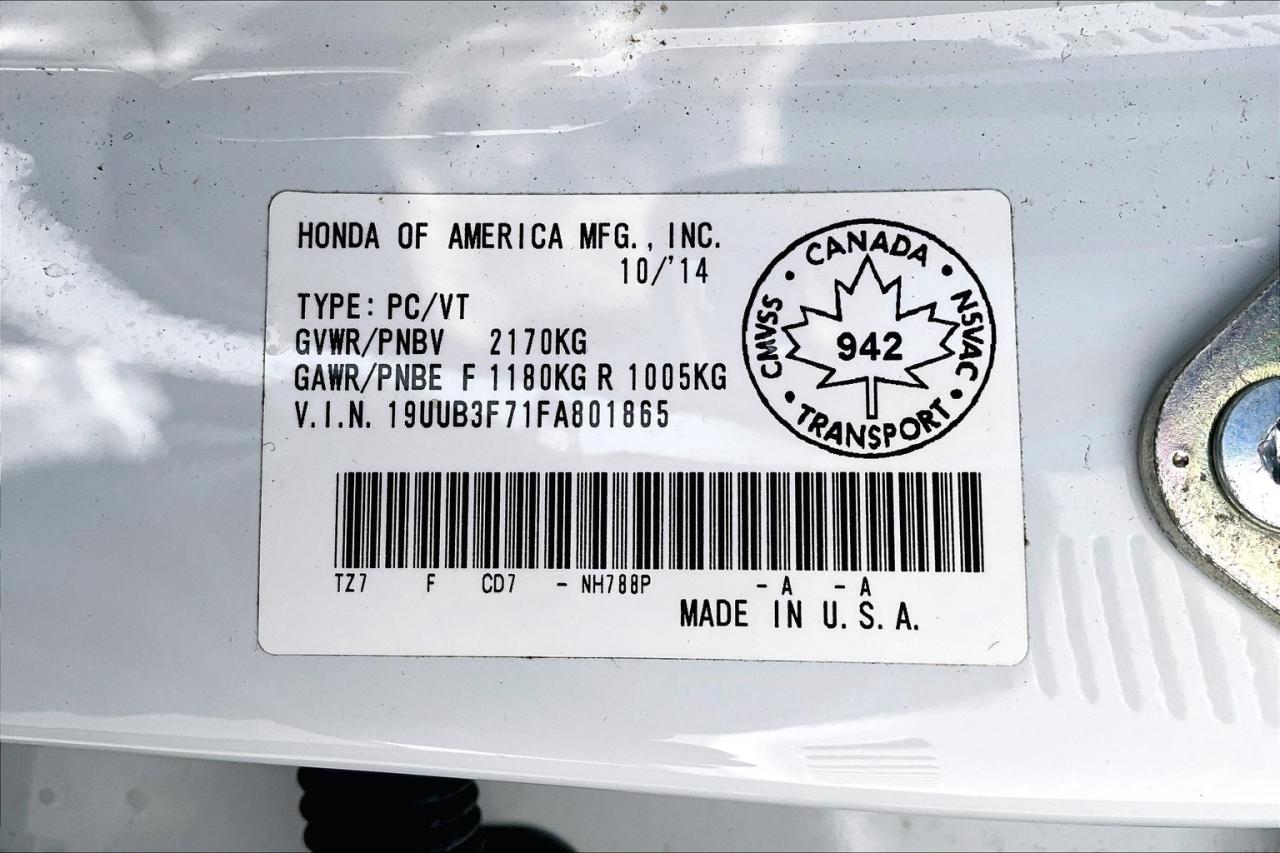 HONDA OF AMERICA MFG., INC.
10/'14
TYPE: PC/VT
GVWR/PNBV 2170KG
GAWR/PNBE F 1180KG R 1005KG
V.I.N. 19UUB3F71FA801865
CANADA
CMVSS
942
NSVAC
TRANSPORT
TZ7 F CD7 - NH788P - A - A
MADE IN U.S.A.